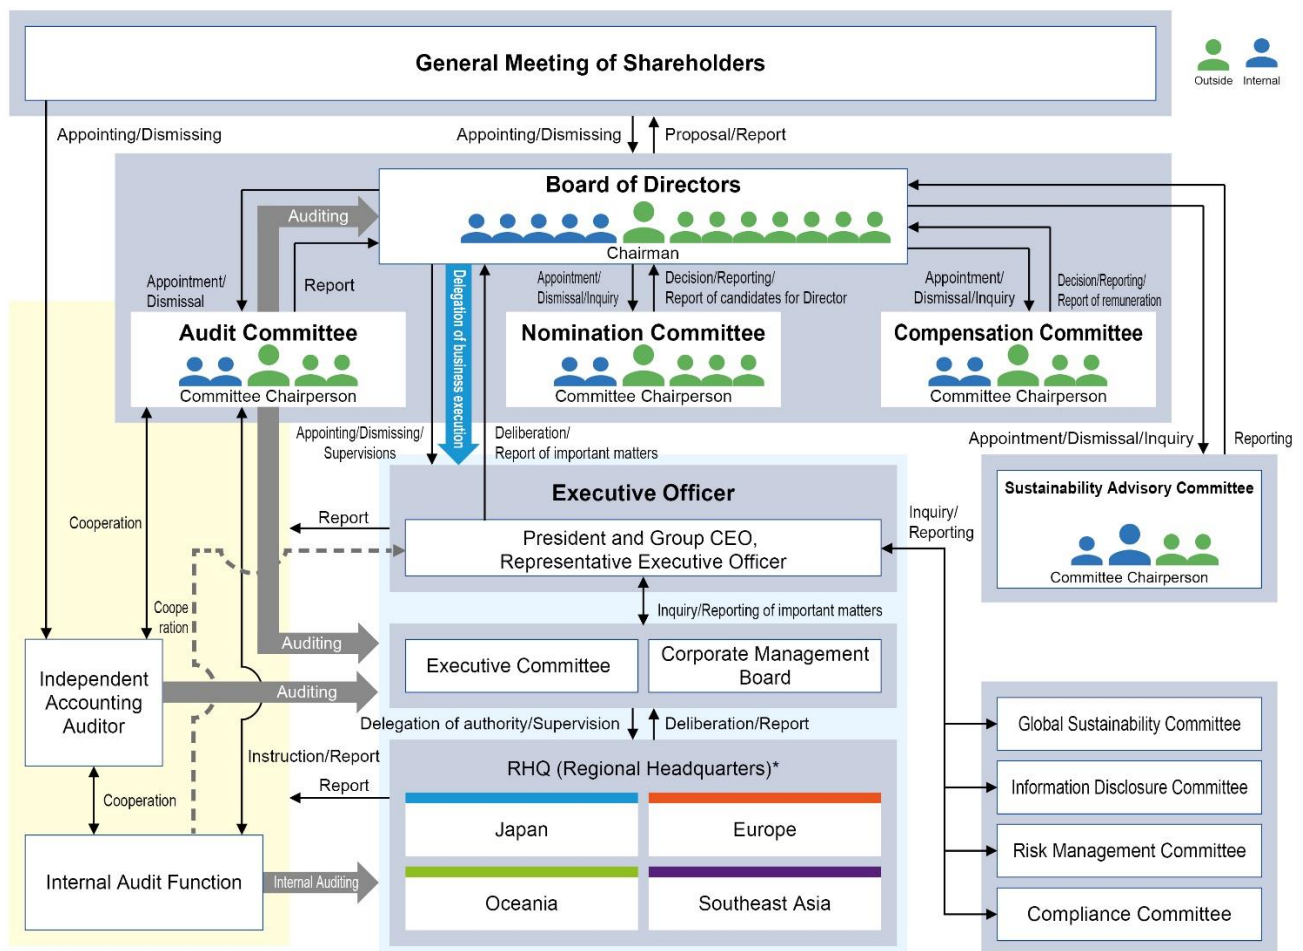 General Meeting of Shareholders
Outside
Internal
Appointing/Dismissing
Appointing/Dismissing
Proposal/Report
Board of Directors
Auditing
Chairman
Appointment/
Dismissal
Report
Delegation of business execution
Appointment/
Dismissal/Inquiry
Decision/Reporting/
Report of candidates for Director
Appointment/
Dismissal/Inquiry
Decision/Reporting/
Report of remuneration
Audit Committee
Committee Chairperson
Nomination Committee
Committee Chairperson
Compensation Committee
Committee Chairperson
Appointing/Dismissing/
Supervisions
Deliberation/
Report of important matters
Appointment/Dismissal/Inquiry
Reporting
Executive Officer
Sustainability Advisory Committee
Committee Chairperson
Cooperation
Report
President and Group CEO,
Representative Executive Officer
Inquiry/
Reporting
Coope
ration
Inquiry/Reporting of important matters
Auditing
Executive Committee
Corporate Management
Board
Independent
Accounting
Auditor
Auditing
Delegation of authority/Supervision
Deliberation/Report
Global Sustainability Committee
Instruction/Report
RHQ (Regional Headquarters)*
Report
Cooperation
Information Disclosure Committee
Japan
Europe
Risk Management Committee
Internal Audit Function
Internal Auditing
Oceania
Southeast Asia
Compliance Committee